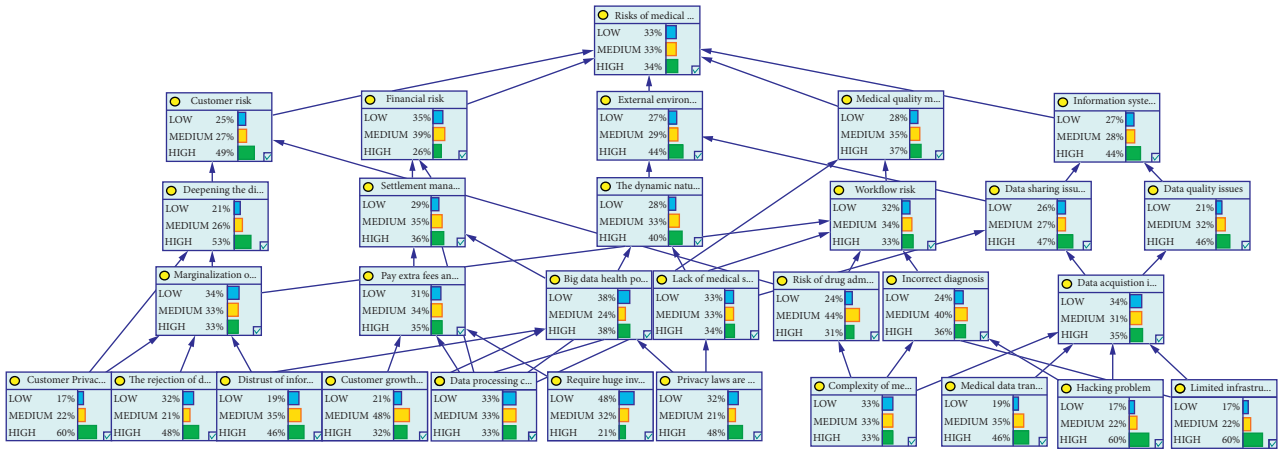 Risks of medical ...
LOW 33%
MEDIUM 33%
HIGH 34%
Customer risk
LOW 25%
MEDIUM 27%
HIGH 49%
Financial risk
LOW 35%
MEDIUM 39%
HIGH 26%
External environ...
LOW 27%
MEDIUM 29%
HIGH 44%
Medical quality m...
LOW 28%
MEDIUM 35%
HIGH 37%
Information syste...
LOW 27%
MEDIUM 28%
HIGH 44%
Deepening the di...
LOW 21%
MEDIUM 26%
HIGH 53%
Settlement mana...
LOW 29%
MEDIUM 35%
HIGH 36%
The dynamic natu...
LOW 28%
MEDIUM 33%
HIGH 40%
Workflow risk
LOW 32%
MEDIUM 34%
HIGH 33%
Data sharing issu...
LOW 26%
MEDIUM 27%
HIGH 47%
Data quality issues
LOW 21%
MEDIUM 32%
HIGH 46%
Marginalization o...
LOW 34%
MEDIUM 33%
HIGH 33%
Pay extra fees an...
LOW 31%
MEDIUM 34%
HIGH 35%
Big data health po...
LOW 38%
MEDIUM 24%
HIGH 38%
Lack of medical s...
LOW 33%
MEDIUM 33%
HIGH 34%
Risk of drug adm...
LOW 24%
MEDIUM 44%
HIGH 31%
Incorrect diagnosis
LOW 24%
MEDIUM 40%
HIGH 36%
Data acquistion i...
LOW 34%
MEDIUM 31%
HIGH 35%
Customer Privac...
LOW 17%
MEDIUM 22%
HIGH 60%
The rejection of d...
LOW 32%
MEDIUM 21%
HIGH 48%
Distrust of infor...
LOW 19%
MEDIUM 35%
HIGH 46%
Customer growth...
LOW 21%
MEDIUM 48%
HIGH 32%
Data processing c...
LOW 33%
MEDIUM 33%
HIGH 33%
Require huge inv...
LOW 48%
MEDIUM 32%
HIGH 21%
Privacy laws are ...
LOW 32%
MEDIUM 21%
HIGH 48%
Complexity of me...
LOW 33%
MEDIUM 33%
HIGH 33%
Medical data tran...
LOW 19%
MEDIUM 35%
HIGH 46%
Hacking problem
LOW 17%
MEDIUM 22%
HIGH 60%
Limited infrastru...
LOW 17%
MEDIUM 22%
HIGH 60%